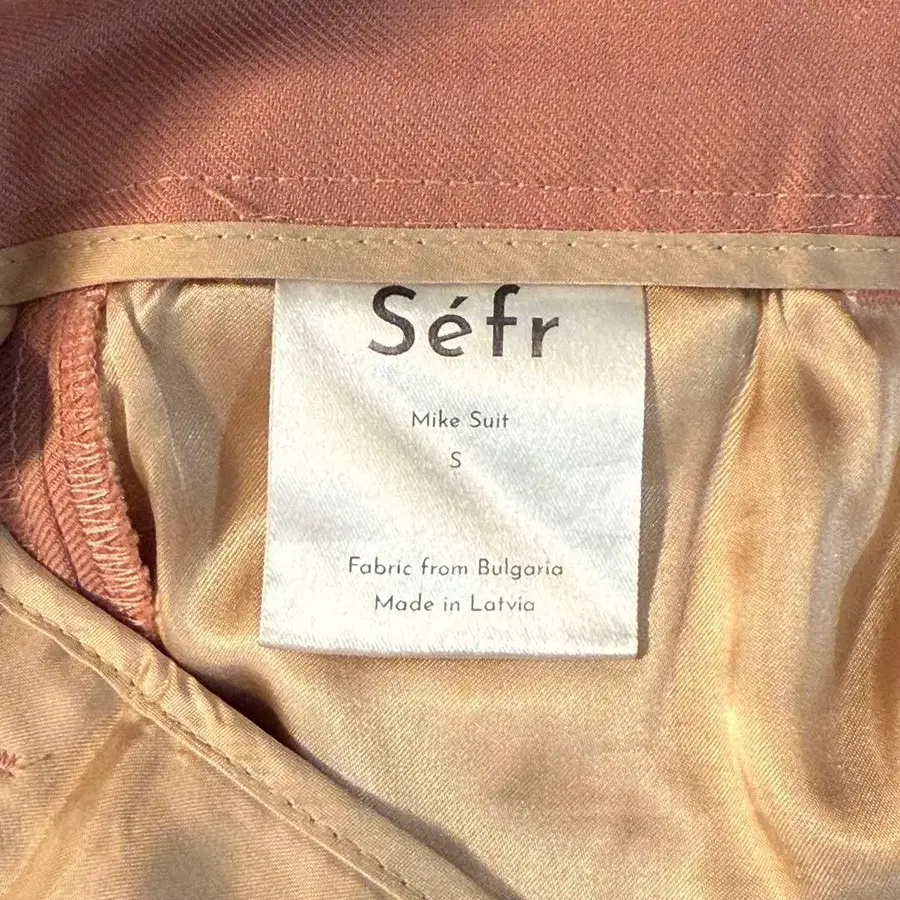 Séfr
Mike Suit
S
Fabric from Bulgaria
Made in Latvia